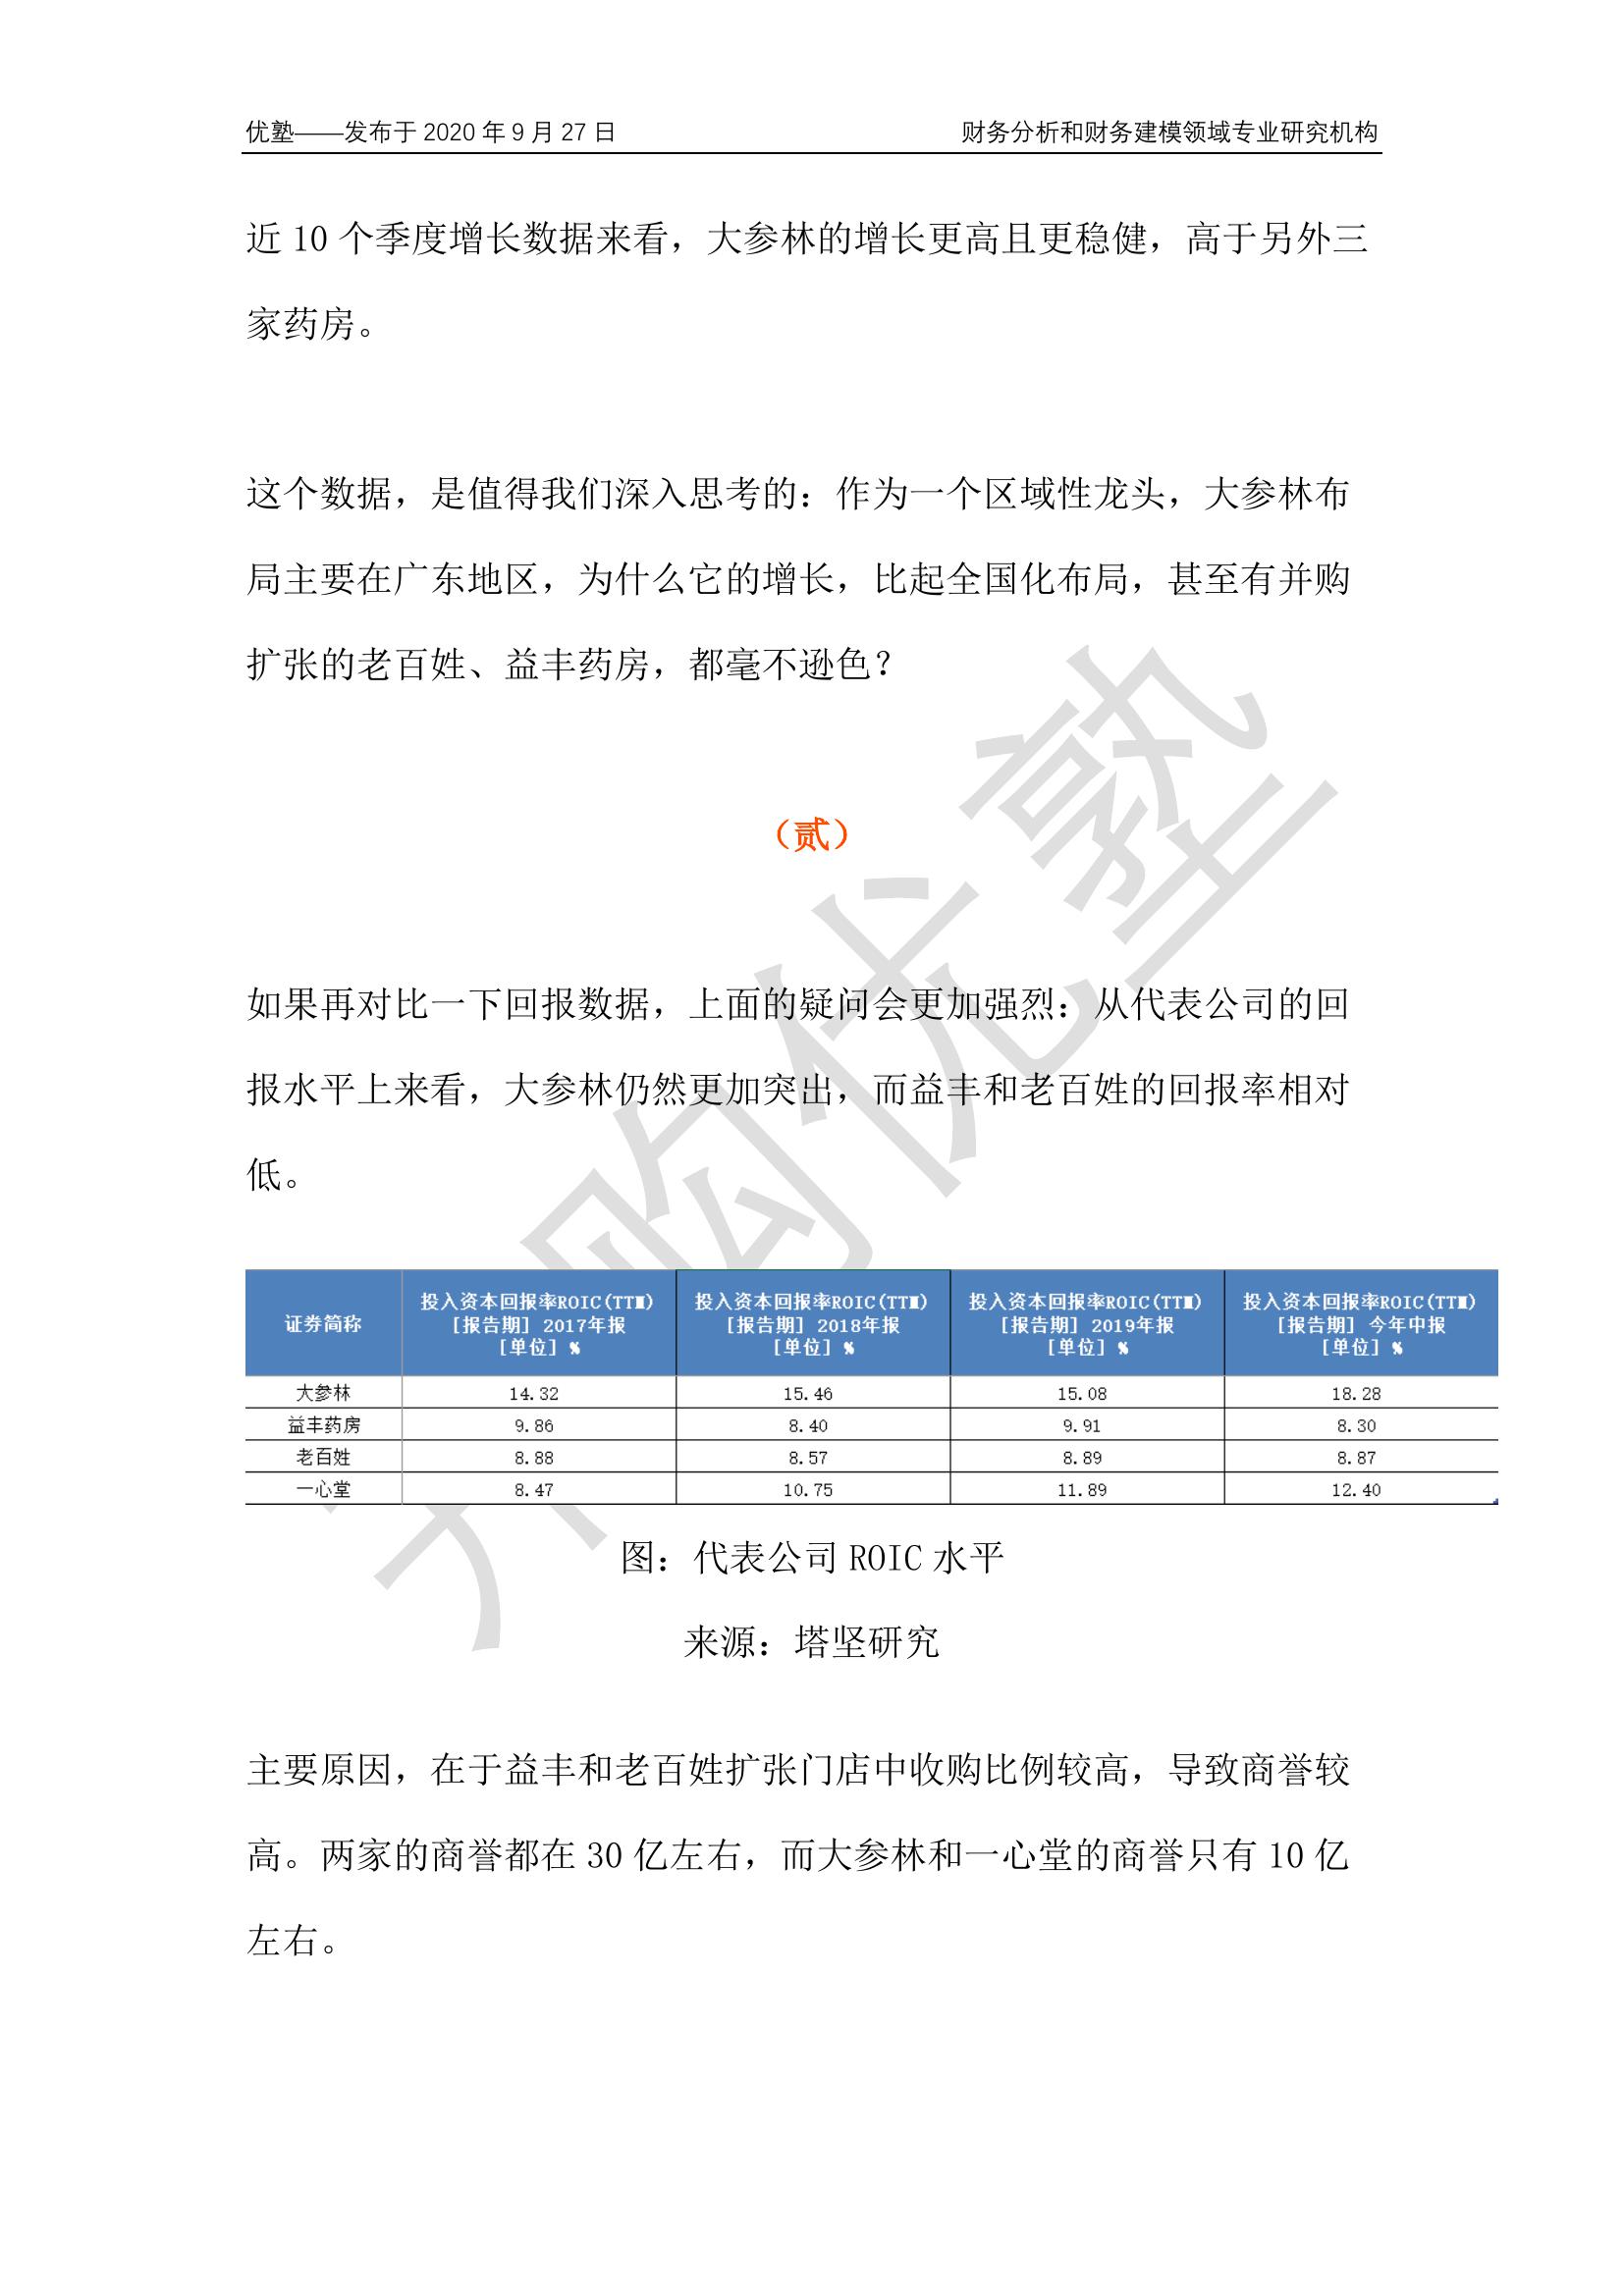 优塾——发布于 2020 年 9 月 27 日 财务分析和财务建模领域专业研究机构
近 10 个季度增长数据来看，大参林的增长更高且更稳健，高于另外三
家药房。
这个数据，是值得我们深入思考的：作为一个区域性龙头，大参林布
局主要在广东地区，为什么它的增长，比起全国化布局，甚至有并购
扩张的老百姓、益丰药房，都毫不逊色？
（贰）
如果再对比一下回报数据，上面的疑问会更加强烈：从代表公司的回
报水平上来看，大参林仍然更加突出，而益丰和老百姓的回报率相对
低。
证券简称 投入资本回报率ROIC(TTM) [报告期] 2017年报 [单位] % 投入资本回报率ROIC(TTM) [报告期] 2018年报 [单位] % 投入资本回报率ROIC(TTM) [报告期] 2019年报 [单位] % 投入资本回报率ROIC(TTM) [报告期] 今年中报 [单位] %
大参林 14.32 15.46 15.08 18.28
益丰药房 9.86 8.40 9.91 8.30
老百姓 8.88 8.57 8.89 8.87
一心堂 8.47 10.75 11.89 12.40
图：代表公司 ROIC 水平
来源：塔坚研究
主要原因，在于益丰和老百姓扩张门店中收购比例较高，导致商誉较
高。两家的商誉都在 30 亿左右，而大参林和一心堂的商誉只有 10 亿
左右。
购优塾